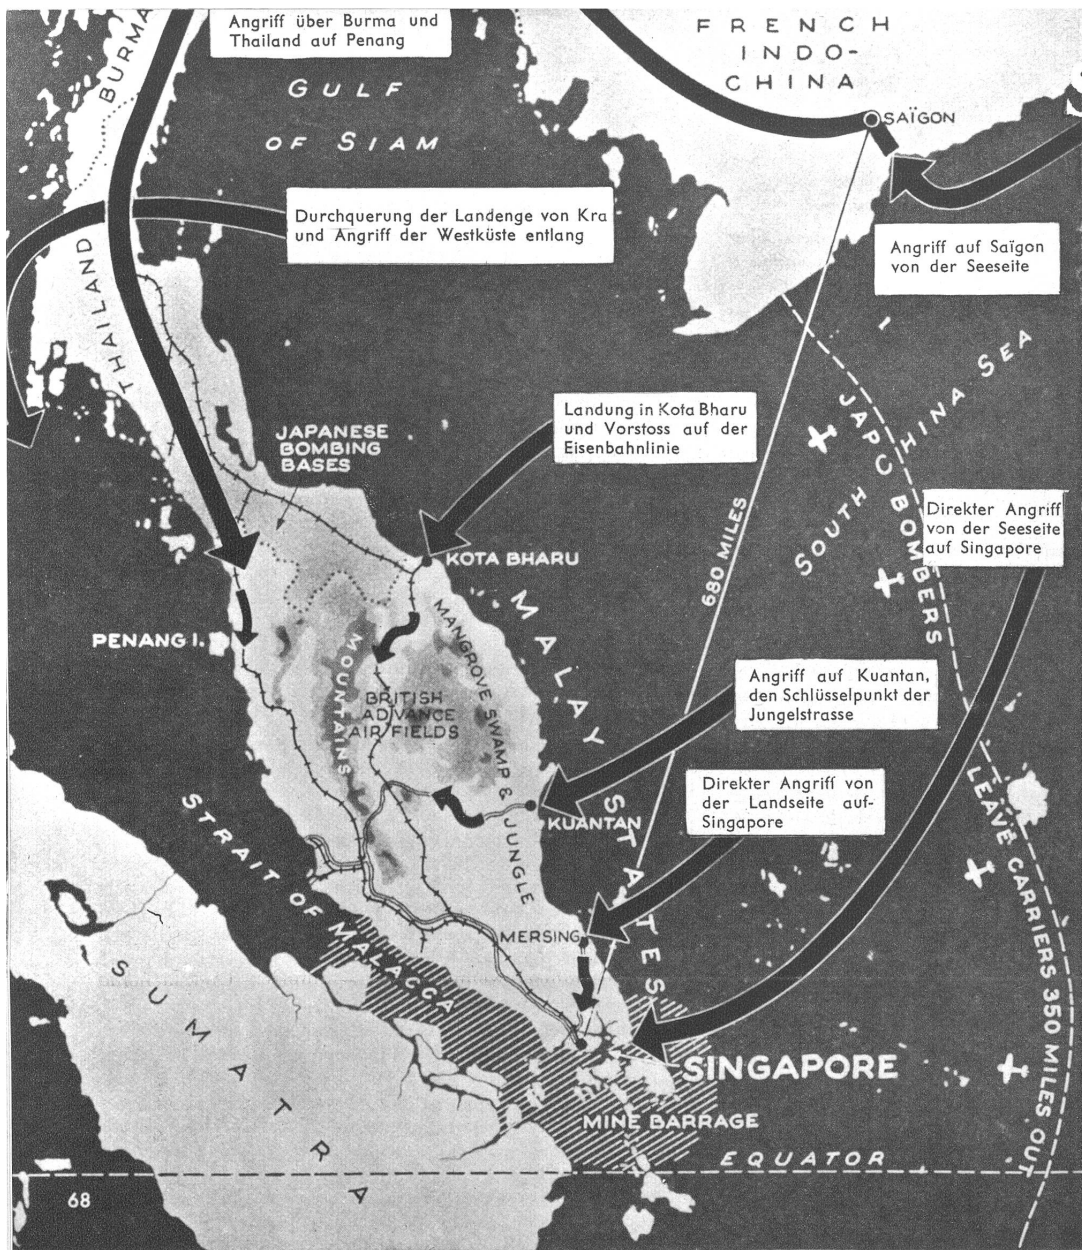 Angriff über Burma und
Thailand auf Penang
BURMA
GULF
OF SIAM
FRENCH
INDO-
CHINA
SAÏGON
Durchquerung der Landenge von Kra
und Angriff der Westküste entlang
Angriff auf Saïgon
von der Seeseite
THAILAND
Landung in Kota Bharu
und Vorstoss auf der
Eisenbahnlinie
JAPANESE
BOMBING
BASES
SOUTH CHINA SEA
JAP BOMBERS
LEAVE CARRIERS 350 MILES OUT
680 MILES
Direkter Angriff
von der Seeseite
auf Singapore
KOTA BHARU
MALAY STATES
PENANG I.
MOUNTAINS
MANGROVE SWAMP & JUNGLE
BRITISH
ADVANCE
AIR FIELDS
Angriff auf Kuantan,
den Schlüsselpunkt der
Jungelstrasse
Direkter Angriff von
der Landseite auf-
Singapore
KUANTAN
STRAIT OF MALACCA
MERSING
SUMATRA
SINGAPORE
MINE BARRAGE
EQUATOR
68